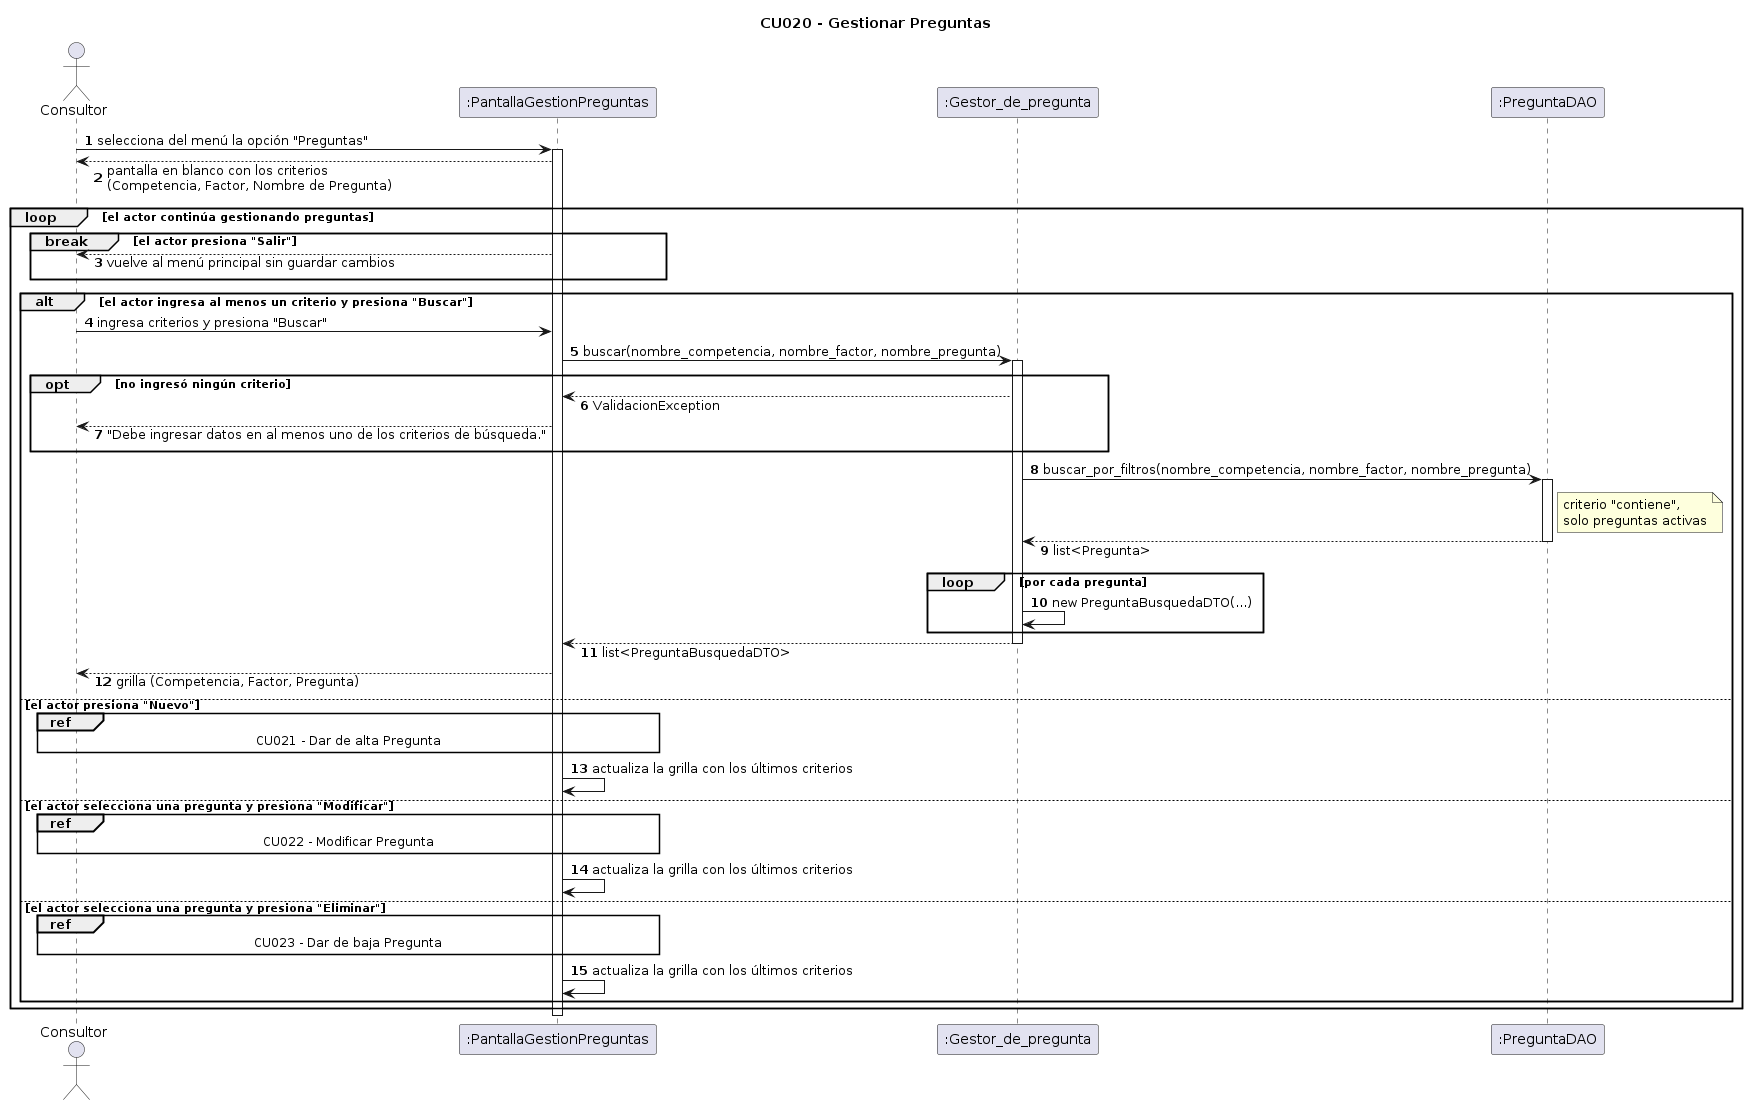 CU020 - Gestionar Preguntas
Consultor
:PantallaGestionPreguntas
:Gestor_de_pregunta
:PreguntaDAO
1 selecciona del menú la opción "Preguntas"
2 pantalla en blanco con los criterios
(Competencia, Factor, Nombre de Pregunta)
loop [el actor continúa gestionando preguntas]
break [el actor presiona "Salir"]
3 vuelve al menú principal sin guardar cambios
alt [el actor ingresa al menos un criterio y presiona "Buscar"]
4 ingresa criterios y presiona "Buscar"
5 buscar(nombre_competencia, nombre_factor, nombre_pregunta)
opt [no ingresó ningún criterio]
6 ValidacionException
7 "Debe ingresar datos en al menos uno de los criterios de búsqueda."
8 buscar_por_filtros(nombre_competencia, nombre_factor, nombre_pregunta)
criterio "contiene",
solo preguntas activas
9 list<Pregunta>
loop [por cada pregunta]
10 new PreguntaBusquedaDTO(...)
11 list<PreguntaBusquedaDTO>
12 grilla (Competencia, Factor, Pregunta)
[el actor presiona "Nuevo"]
ref
CU021 - Dar de alta Pregunta
13 actualiza la grilla con los últimos criterios
[el actor selecciona una pregunta y presiona "Modificar"]
ref
CU022 - Modificar Pregunta
14 actualiza la grilla con los últimos criterios
[el actor selecciona una pregunta y presiona "Eliminar"]
ref
CU023 - Dar de baja Pregunta
15 actualiza la grilla con los últimos criterios
Consultor
:PantallaGestionPreguntas
:Gestor_de_pregunta
:PreguntaDAO